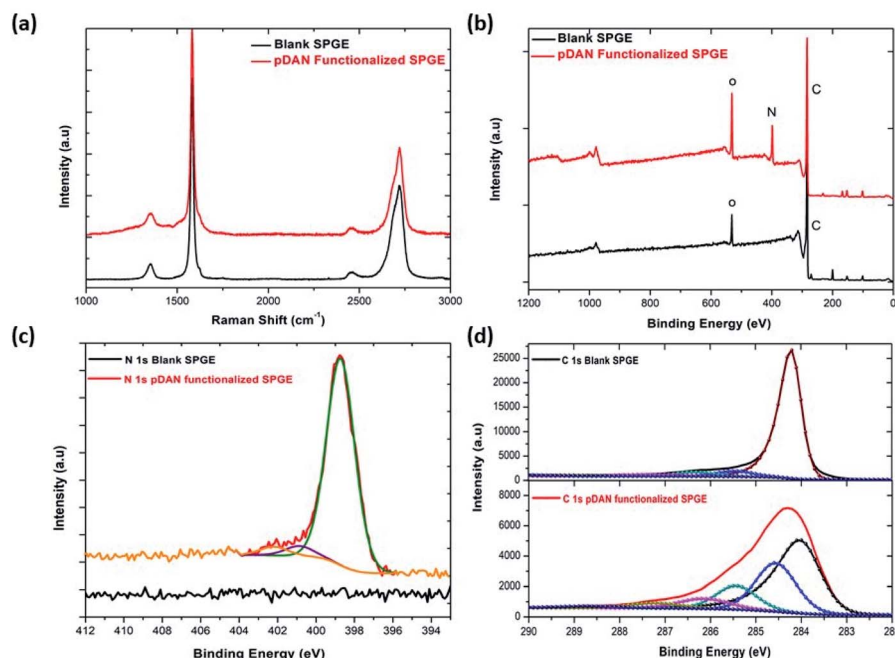 (a)
Blank SPGE
pDAN Functionalized SPGE
Intensity (a.u)
1000 1500 2000 2500 3000
Raman Shift (cm⁻¹)
(b)
Blank SPGE
pDAN Functionalized SPGE
O
N
C
O
C
Intensity (a.u)
1200 1000 800 600 400 200 0
Binding Energy (eV)
(c)
N 1s Blank SPGE
N 1s pDAN functionalized SPGE
Intensity (a.u)
412 410 408 406 404 402 400 398 396 394
Binding Energy (eV)
(d)
C 1s Blank SPGE
25000
20000
15000
10000
5000
0
C 1s pDAN functionalized SPGE
8000
6000
4000
2000
0
Intensity (a.u)
290 288 287 286 285 284 283 28
Binding Energy (eV)